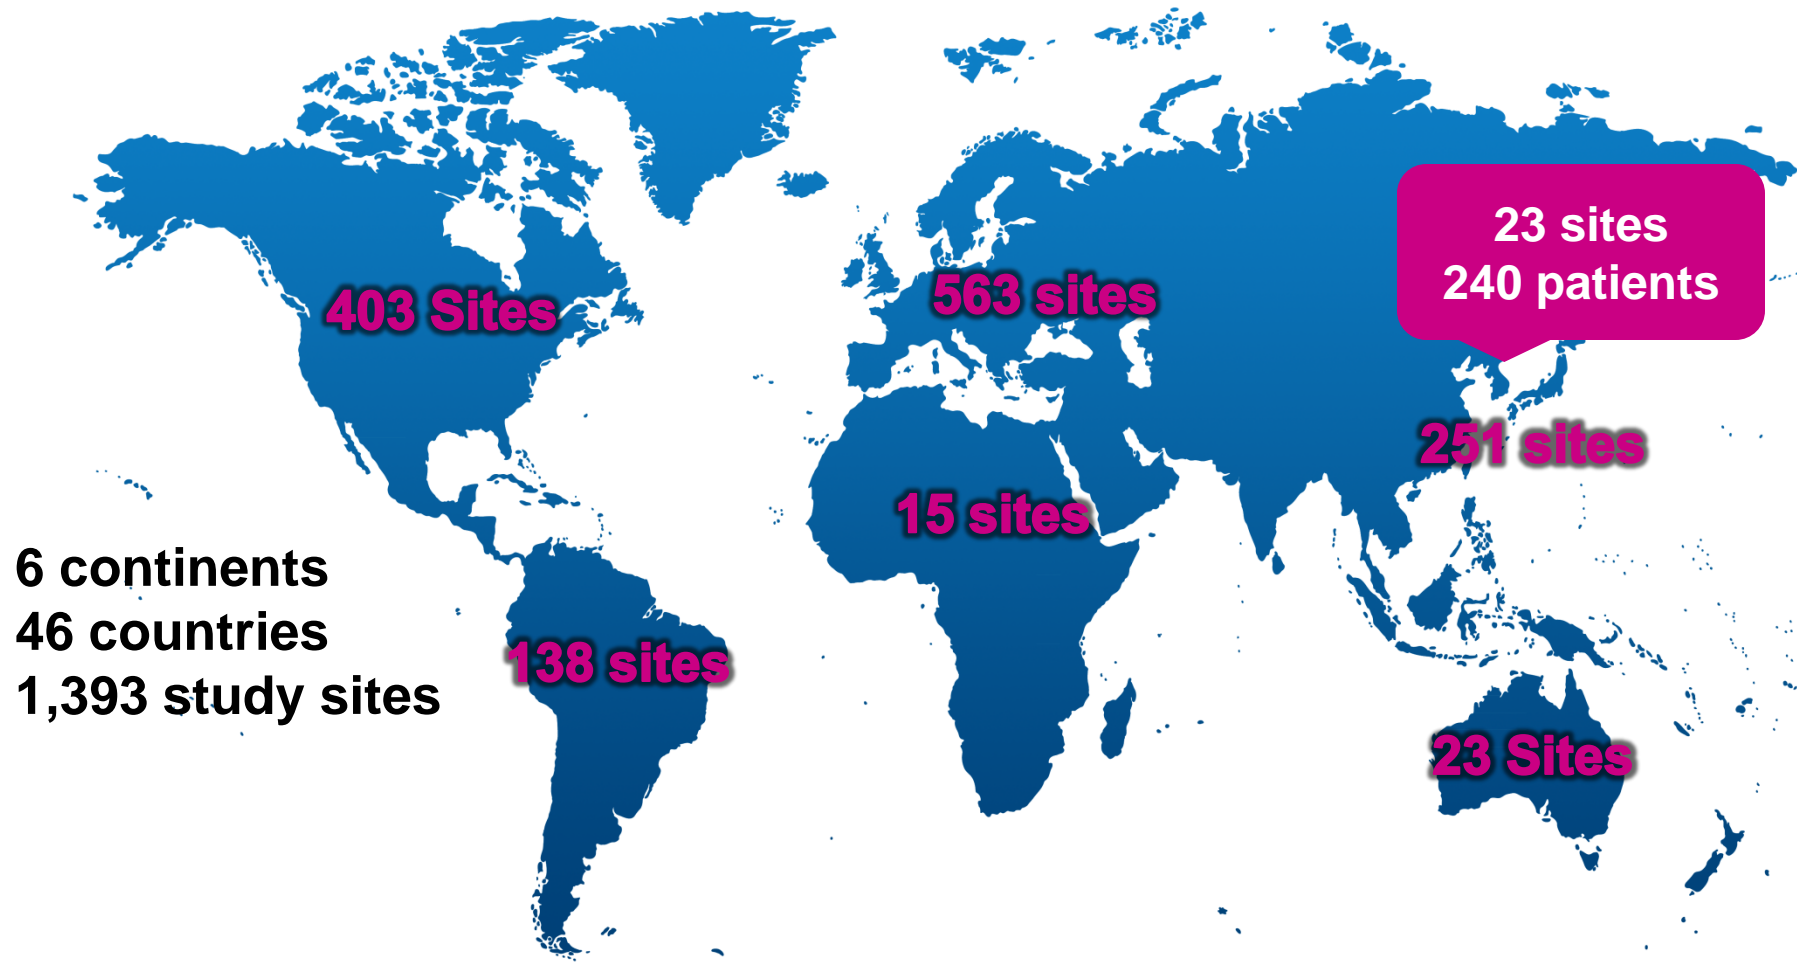 23 sites
240 patients
403 Sites
563 sites
251 sites
15 sites
6 continents
46 countries
1,393 study sites
138 sites
23 Sites